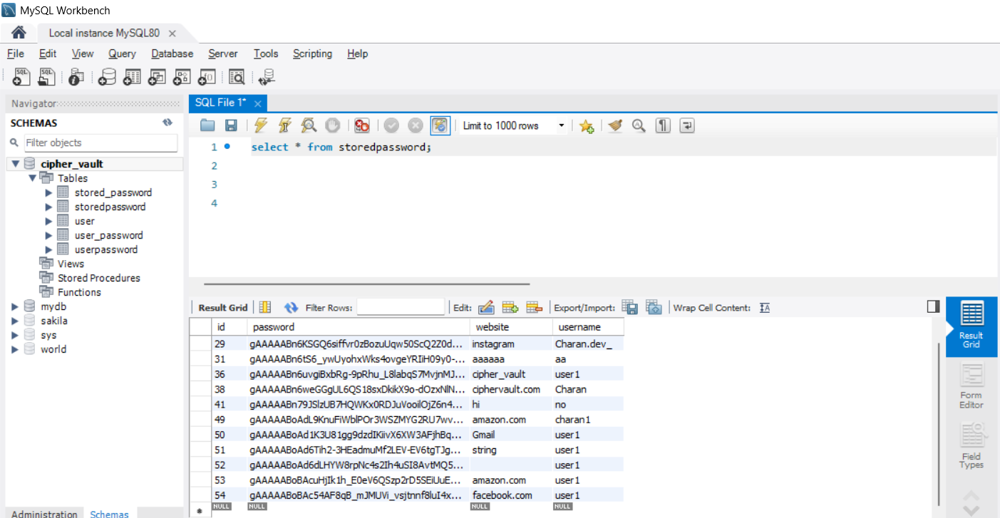 MySQL Workbench
Local instance MySQL80
File Edit View Query Database Server Tools Scripting Help
Navigator
SCHEMAS
Filter objects
cipher_vault
Tables
stored_password
storedpassword
user
user_password
userpassword
Views
Stored Procedures
Functions
mydb
sakila
sys
world
Administration Schemas
SQL File 1*
Limit to 1000 rows
1 select * from storedpassword;
2
3
4
Result Grid Filter Rows: Edit: Export/Import: Wrap Cell Content:
id password website username
29 gAAAAABn6KSGQ6siffvr0zBozuUqw50ScQ2Z0d... instagram Charan.dev_
31 gAAAAABn6tS6_ywUyohxWks4ovgeYRIiH09y0-... aaaaaa aa
36 gAAAAABn6uvgiBxbRg-9pRhu_L8labqS7MvjnMJ... cipher_vault user1
38 gAAAAABn6weGGgUL6QS18sxDkikX9o-dOzxNlN... ciphervault.com Charan
41 gAAAAABn79JSlzUB7HQWKx0RDJuVooilOjZ6n4... hi no
49 gAAAAABoAdL9KnuFiWblPOr3WSZMYG2RU7wv... amazon.com charan1
50 gAAAAABoAd1K3U81gg9dzdIKiivX6XW3AFjhBq... Gmail user1
51 gAAAAABoAd6Tih2-3HEadmuMf2LEV-EV6tgTJg... string user1
52 gAAAAABoAd6dLHYW8rpNc4s2Ih4uSI8AvtMQ5... user1
53 gAAAAABoBAcuHjIk1h_E0eV6QSzp2rD5SEiUuE... amazon.com user1
54 gAAAAABoBAc54AF8qB_mJMUVi_vsjtnnf8luI4x... facebook.com user1
NULL NULL NULL NULL
Result
Grid
Form
Editor
Field
Types